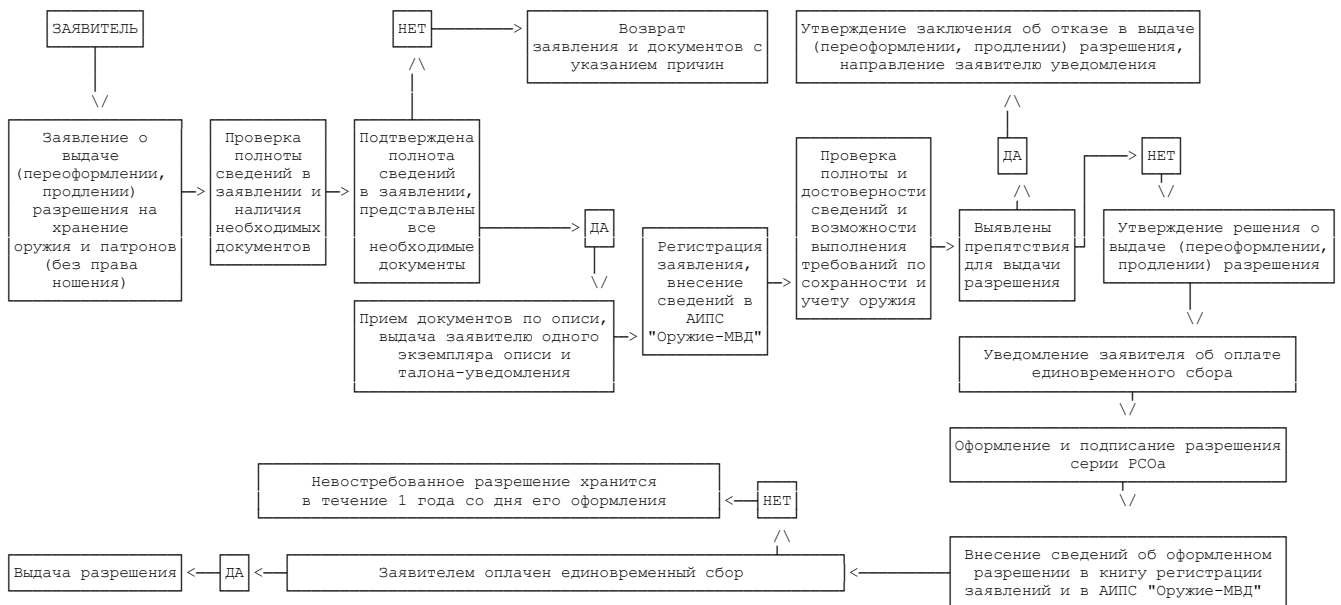 ЗАЯВИТЕЛЬ
НЕТ
Возврат
заявления и документов с
указанием причин
Утверждение заключения об отказе в выдаче
(переоформлении, продлении) разрешения,
направление заявителю уведомления
Заявление о
выдаче
(переоформлении,
продлении)
разрешения на
хранение
оружия и патронов
(без права
ношения)
Проверка
полноты
сведений в
заявлении и
наличия
необходимых
документов
Подтверждена
полнота
сведений
в заявлении,
представлены
все
необходимые
документы
ДА
Прием документов по описи,
выдача заявителю одного
экземпляра описи и
талона-уведомления
Регистрация
заявления,
внесение
сведений в
АИПС
"Оружие-МВД"
Проверка
полноты и
достоверности
сведений и
возможности
выполнения
требований по
сохранности и
учету оружия
Выявлены
препятствия
для выдачи
разрешения
ДА
НЕТ
Утверждение решения о
выдаче (переоформлении,
продлении) разрешения
Уведомление заявителя об оплате
единовременного сбора
Оформление и подписание разрешения
серии РСОа
Внесение сведений об оформленном
разрешении в книгу регистрации
заявлений и в АИПС "Оружие-МВД"
Заявителем оплачен единовременный сбор
НЕТ
Невостребованное разрешение хранится
в течение 1 года со дня его оформления
ДА
Выдача разрешения